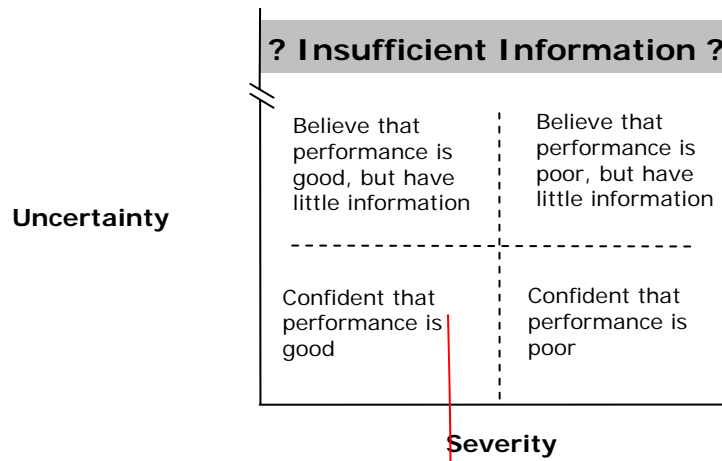 ? Insufficient Information ?
Believe that
performance is
good, but have
little information
Believe that
performance is
poor, but have
little information
Uncertainty
Confident that
performance is
good
Confident that
performance is
poor
Severity